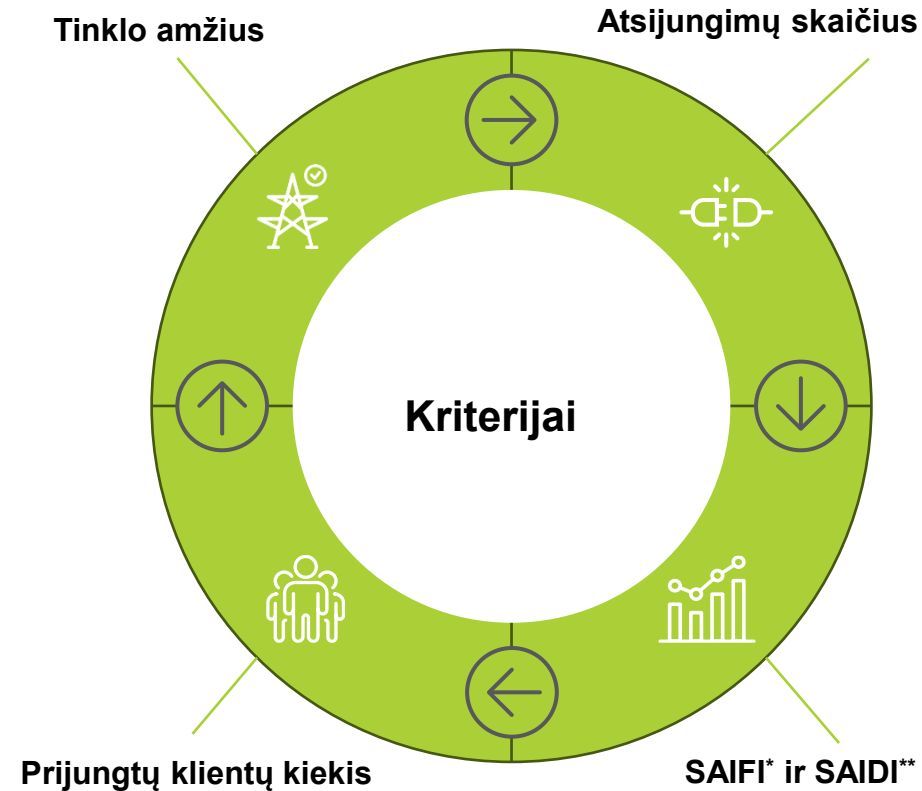 Tinklo amžius
Atsijungimų skaičius
Kriterijai
Prijungtų klientų kiekis
SAIFI* ir SAIDI**